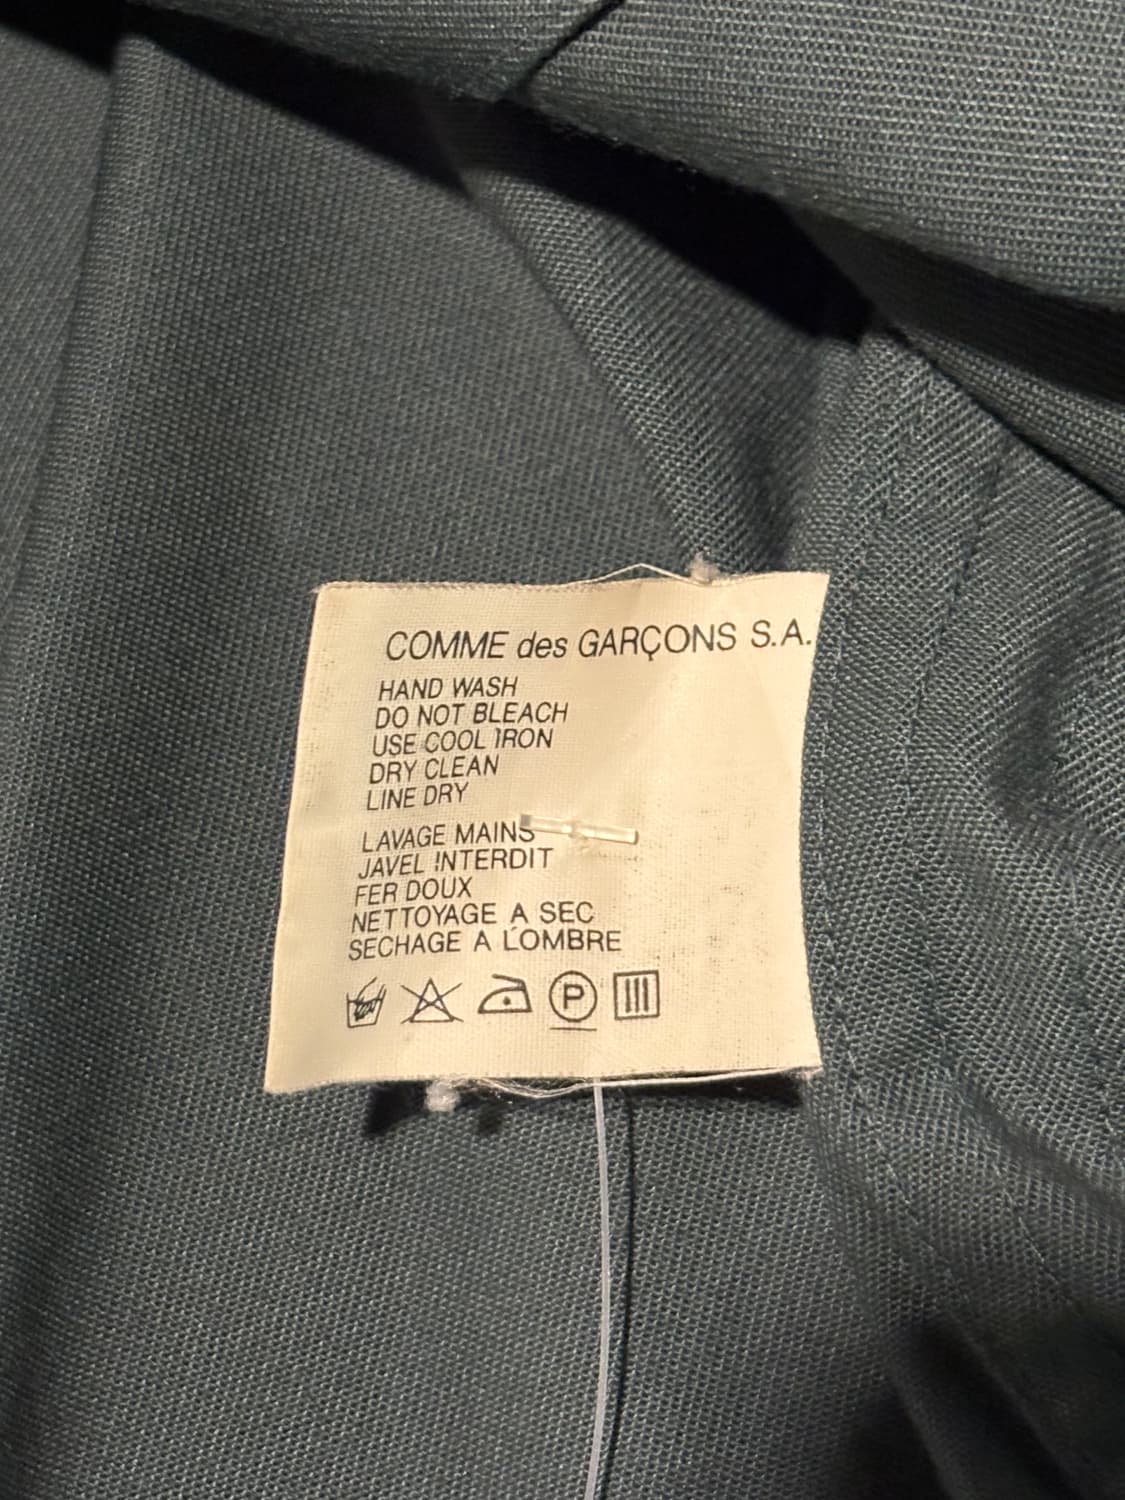 COMME des GARÇONS S.A.
HAND WASH
DO NOT BLEACH
USE COOL IRON
DRY CLEAN
LINE DRY
LAVAGE MAINS
JAVEL INTERDIT
FER DOUX
NETTOYAGE A SEC
SECHAGE A L'OMBRE
P